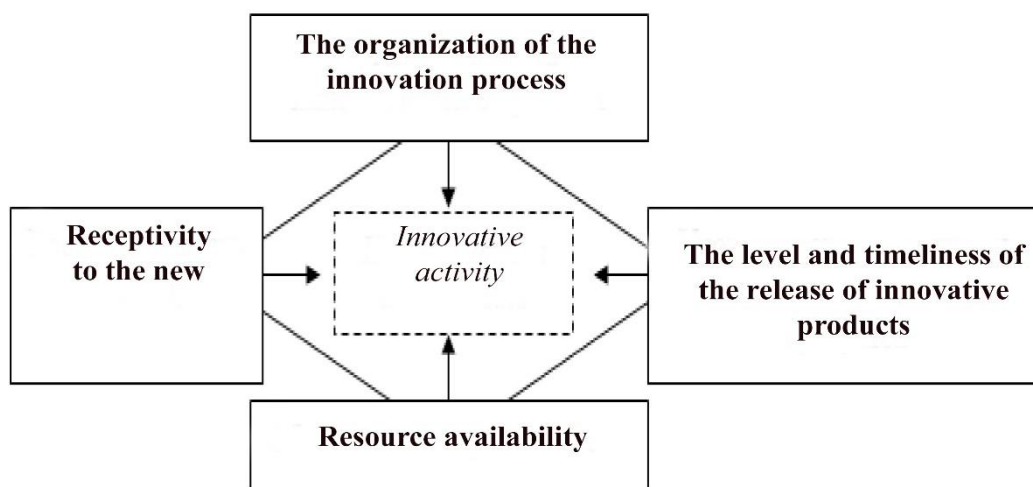 The organization of the
innovation process
Receptivity
to the new
Innovative
activity
The level and timeliness of
the release of innovative
products
Resource availability